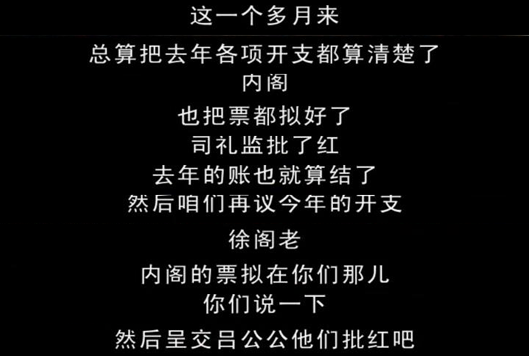 这一个多月来
总算把去年各项开支都算清楚了
内阁
也把票都拟好了
司礼监批了红
去年的账也就算结了
然后咱们再议今年的开支
徐阁老
内阁的票拟在你们那儿
你们说一下
然后呈交吕公公他们批红吧